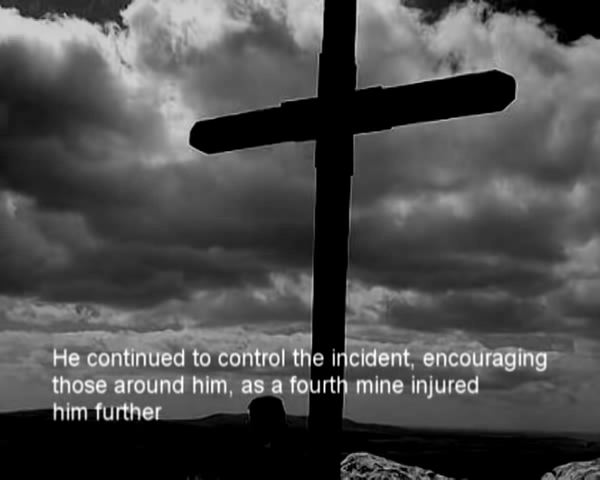 He continued to control the incident, encouraging
those around him, as a fourth mine injured
him further